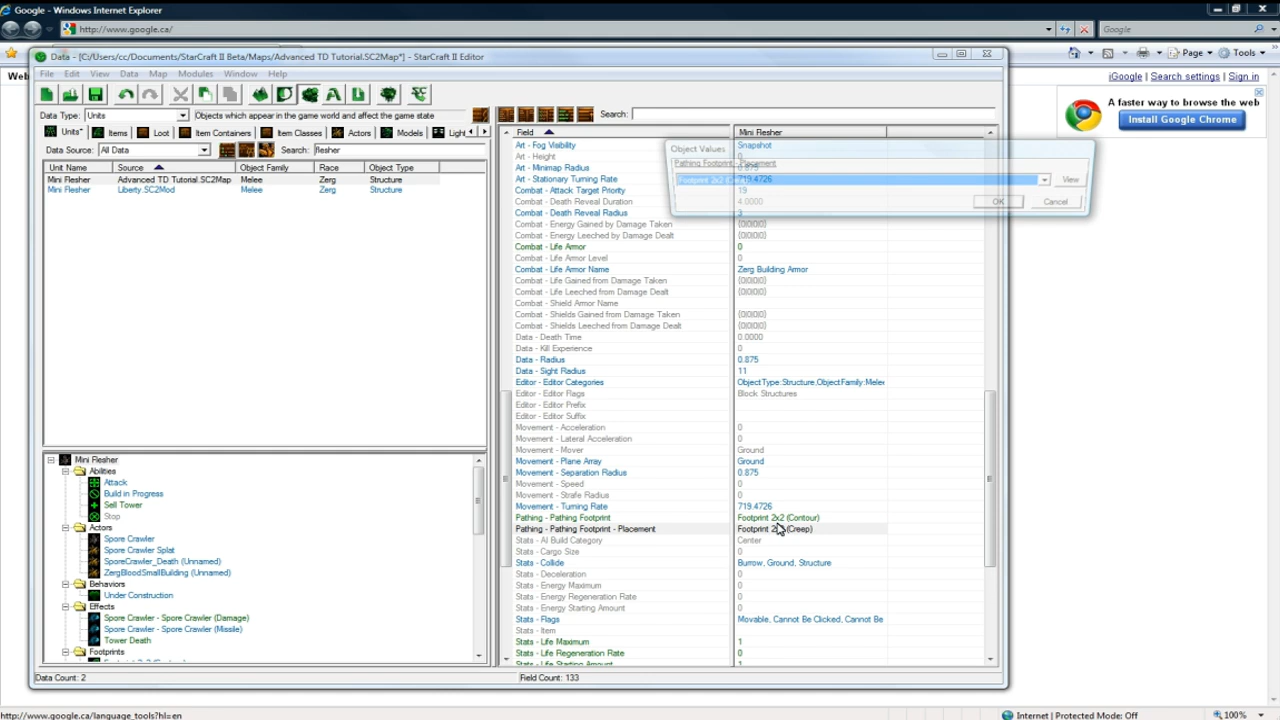 Google - Windows Internet Explorer
http://www.google.ca/
Google
Page
Tools
Web
iGoogle | Search settings | Sign in
A faster way to browse the web
Install Google Chrome
Data - [C:/Users/cc/Documents/StarCraft II Beta/Maps/Advanced TD Tutorial.SC2Map*] - StarCraft II Editor
File Edit View Data Map Modules Window Help
Data Type: Units Objects which appear in the game world and affect the game state
Units* Items Loot Item Containers Item Classes Actors Models Light
Data Source: All Data Search: flesher
Unit Name Source Object Family Race Object Type
Mini Flesher Advanced TD Tutorial.SC2Map Melee Zerg Structure
Mini Flesher Liberty.SC2Mod Melee Zerg Structure
Mini Flesher
Abilities
Attack
Build in Progress
Sell Tower
Stop
Actors
Spore Crawler
Spore Crawler Splat
SporeCrawler_Death (Unnamed)
ZergBloodSmallBuilding (Unnamed)
Behaviors
Under Construction
Effects
Spore Crawler - Spore Crawler (Damage)
Spore Crawler - Spore Crawler (Missile)
Tower Death
Footprints
Search:
Field Mini Flesher
Art - Fog Visibility Snapshot
Art - Height
Art - Minimap Radius 0.875
Art - Stationary Turning Rate 719.4726
Combat - Attack Target Priority 19
Combat - Death Reveal Duration 4.0000
Combat - Death Reveal Radius 3
Combat - Energy Gained by Damage Taken {0|0|0|0}
Combat - Energy Leeched by Damage Dealt {0|0|0|0}
Combat - Life Armor 0
Combat - Life Armor Level 0
Combat - Life Armor Name Zerg Building Armor
Combat - Life Gained from Damage Taken {0|0|0|0}
Combat - Life Leeched from Damage Dealt {0|0|0|0}
Combat - Shield Armor Name
Combat - Shields Gained from Damage Taken {0|0|0|0}
Combat - Shields Leeched from Damage Dealt {0|0|0|0}
Data - Death Time 0.0000
Data - Kill Experience 0
Data - Radius 0.875
Data - Sight Radius 11
Editor - Editor Categories ObjectType:Structure,ObjectFamily:Melee
Editor - Editor Flags Block Structures
Editor - Editor Prefix
Editor - Editor Suffix
Movement - Acceleration 0
Movement - Lateral Acceleration 0
Movement - Mover Ground
Movement - Plane Array Ground
Movement - Separation Radius 0.875
Movement - Speed 0
Movement - Strafe Radius 0
Movement - Turning Rate 719.4726
Pathing - Pathing Footprint Footprint 2x2 (Contour)
Pathing - Pathing Footprint - Placement Footprint (Creep)
Stats - AI Build Category Center
Stats - Cargo Size 0
Stats - Collide Burrow, Ground, Structure
Stats - Deceleration 0
Stats - Energy Maximum 0
Stats - Energy Regeneration Rate 0
Stats - Energy Starting Amount 0
Stats - Flags Movable, Cannot Be Clicked, Cannot Be
Stats - Item
Stats - Life Maximum 1
Stats - Life Regeneration Rate 0
Stats - Life Starting Amount 1
Object Values
Pathing Footprint - Placement
View
OK Cancel
Data Count: 2 Field Count: 133
http://www.google.ca/language_tools?hl=en
Internet | Protected Mode: Off
100%